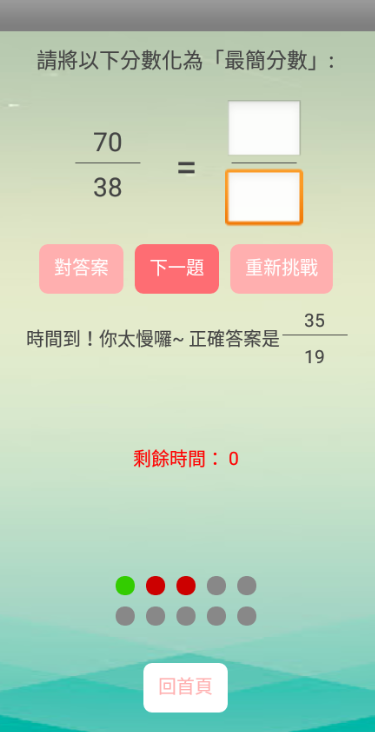 請將以下分數化為「最簡分數」:
70
38
=
對答案 下一題 重新挑戰
時間到！你太慢囉~ 正確答案是
35
19
剩餘時間： 0
回首頁